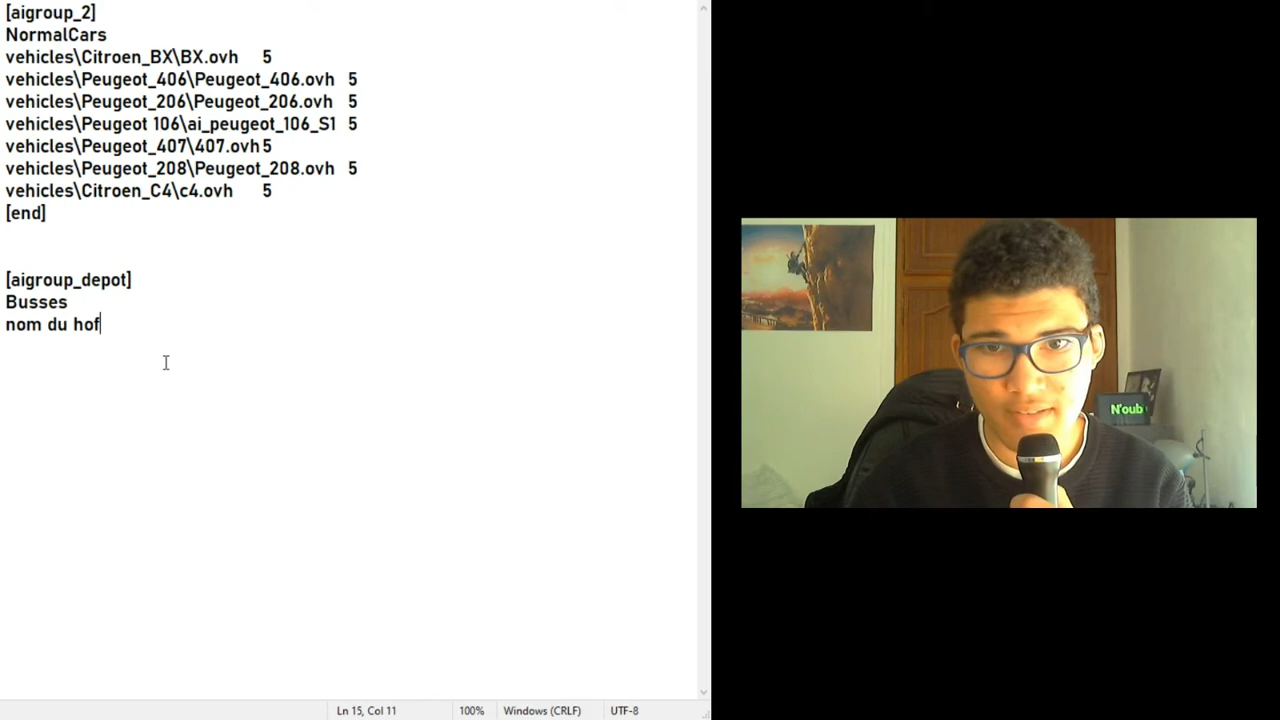 [aigroup_2]
NormalCars
vehicles\Citroen_BX\BX.ovh	5
vehicles\Peugeot_406\Peugeot_406.ovh	5
vehicles\Peugeot_206\Peugeot_206.ovh	5
vehicles\Peugeot 106\ai_peugeot_106_S1	5
vehicles\Peugeot_407\407.ovh	5
vehicles\Peugeot_208\Peugeot_208.ovh	5
vehicles\Citroen_C4\c4.ovh	5
[end]
[aigroup_depot]
Busses
nom du hof
N'oub
Ln 15, Col 11	100%	Windows (CRLF)	UTF-8